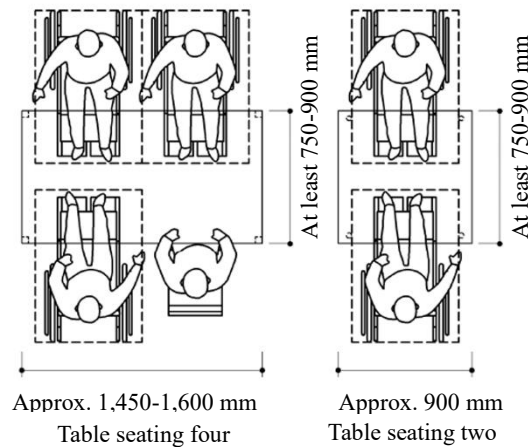 At least 750-900 mm
At least 750-900 mm
Approx. 1,450-1,600 mm
Approx. 900 mm
Table seating four
Table seating two